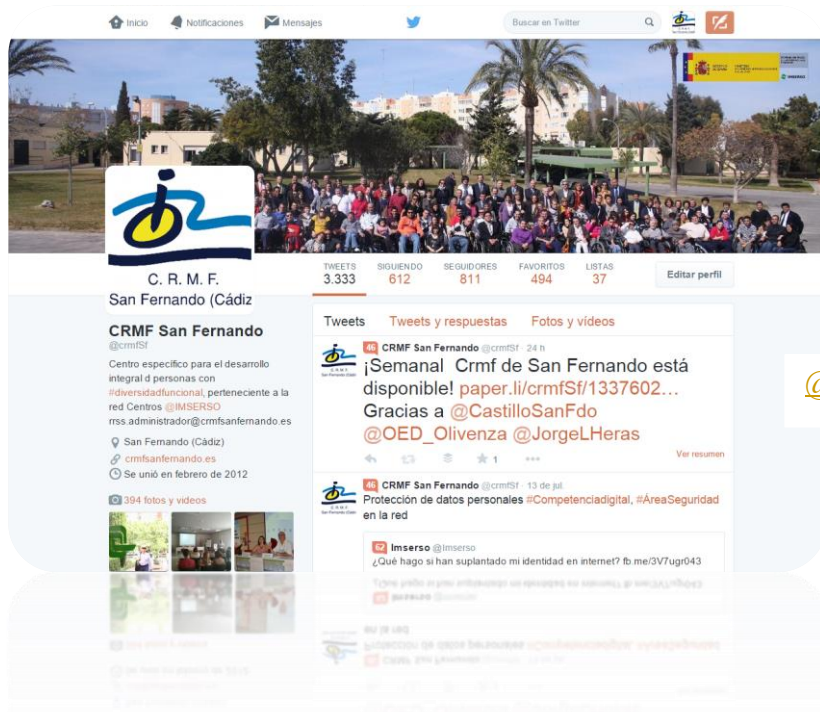 Inicio Notificaciones Mensajes Buscar en Twitter
C. R. M. F.
San Fernando (Cádiz
TWEETS SIGUIENDO SEGUIDORES FAVORITOS LISTAS
3.333 612 811 494 37 Editar perfil
CRMF San Fernando
@crmfSf
Centro específico para el desarrollo
integral d personas con
#diversidadfuncional, perteneciente a la
red Centros @IMSERSO
rrss.administrador@crmfsanfernando.es
San Fernando (Cádiz)
crmfsanfernando.es
Se unió en febrero de 2012
394 fotos y vídeos
Tweets Tweets y respuestas Fotos y vídeos
46 CRMF San Fernando @crmfSf · 24 h
¡Semanal Crmf de San Fernando está
disponible! paper.li/crmfSf/1337602…
Gracias a @CastilloSanFdo
@OED_Olivenza @JorgeLHeras
1 Ver resumen
46 CRMF San Fernando @crmfSf · 13 de jul.
Protección de datos personales #Competenciadigital, #ÁreaSeguridad
en la red
62 Imserso @Imserso
¿Qué hago si han suplantado mi identidad en internet? fb.me/3V7ugr043
@